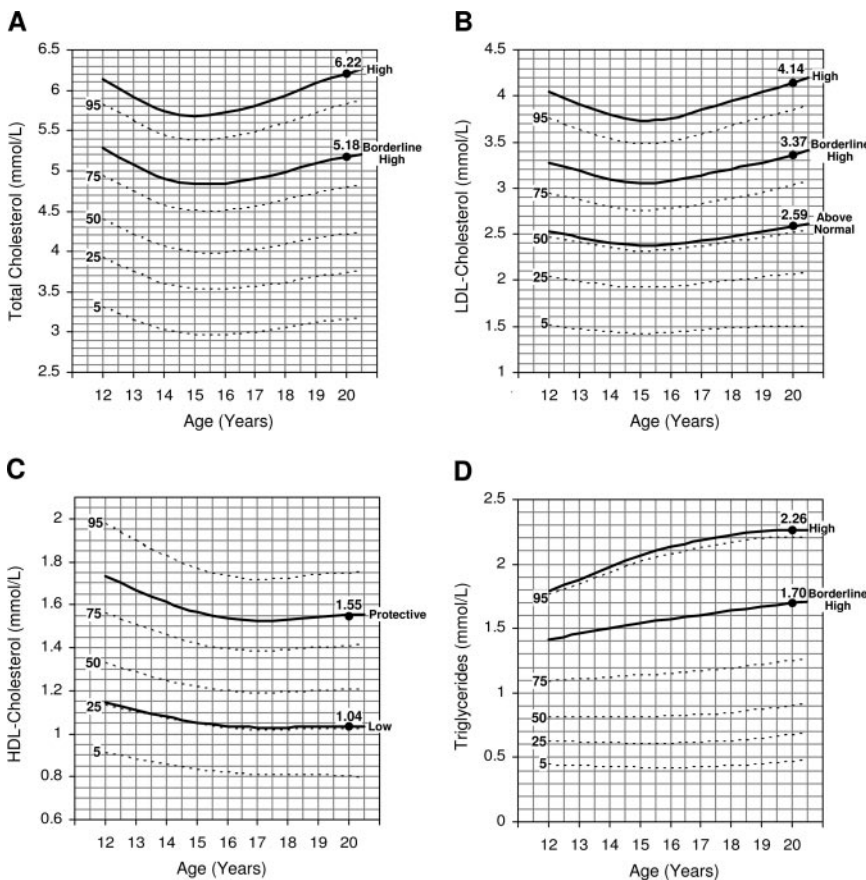 A
6.5
6
5.5
5
4.5
4
3.5
3
2.5
Total Cholesterol (mmol/L)
6.22
High
95
5.18
Borderline
High
75
50
25
5
12 13 14 15 16 17 18 19 20
Age (Years)
B
4.5
4
3.5
3
2.5
2
1.5
1
LDL-Cholesterol (mmol/L)
4.14
High
95
3.37
Borderline
High
75
2.59
Above
Normal
50
25
5
12 13 14 15 16 17 18 19 20
Age (Years)
C
2
1.8
1.6
1.4
1.2
1
0.8
0.6
HDL-Cholesterol (mmol/L)
95
1.55
Protective
75
50
25
1.04
Low
5
12 13 14 15 16 17 18 19 20
Age (Years)
D
2.5
2
1.5
1
0.5
0
Triglycerides (mmol/L)
2.26
High
95
1.70
Borderline
High
75
50
25
5
12 13 14 15 16 17 18 19 20
Age (Years)